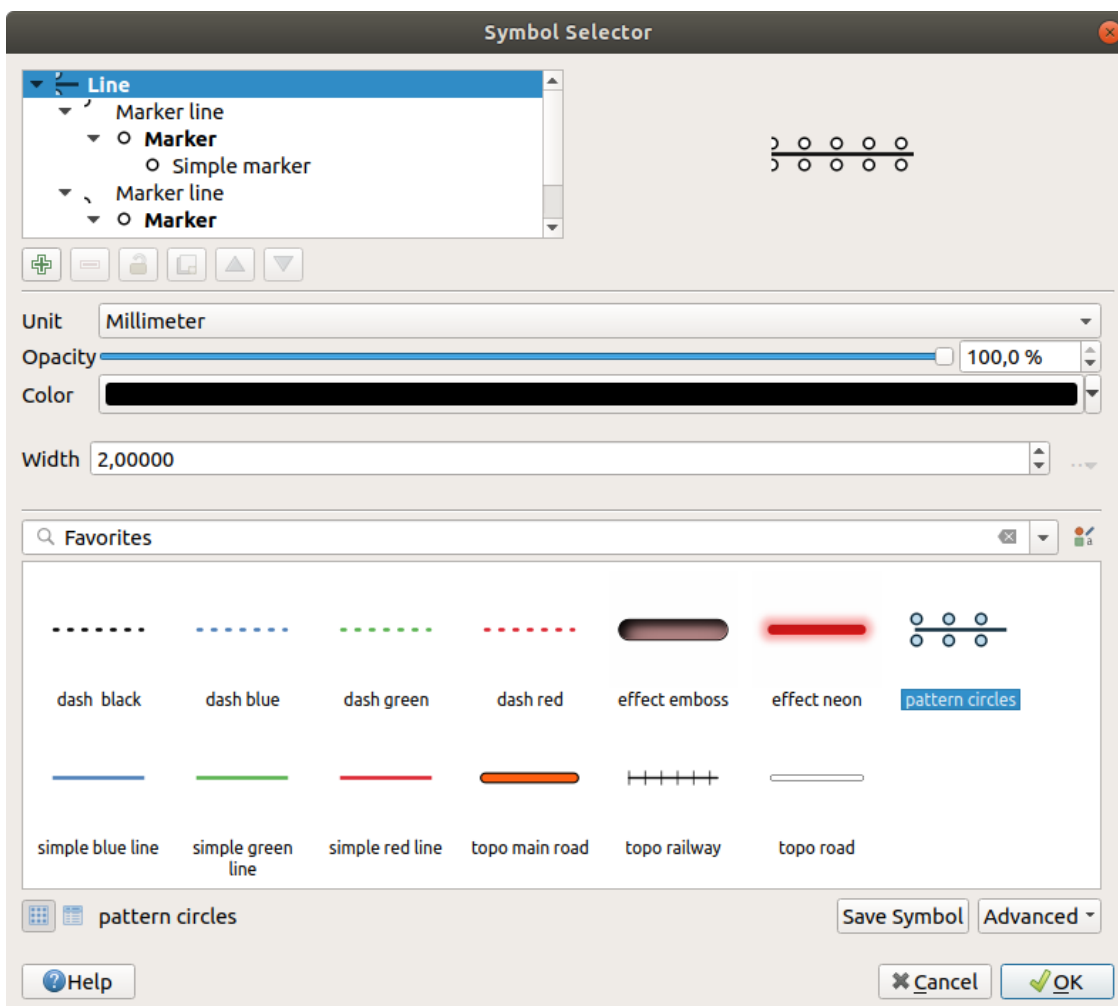 Symbol Selector
Line
Marker line
Marker
Simple marker
Marker line
Marker
Unit Millimeter
Opacity 100,0 %
Color
Width 2,00000
Favorites
dash  black dash blue dash green dash red effect emboss effect neon pattern circles
simple blue line simple green line simple red line topo main road topo railway topo road
pattern circles Save Symbol Advanced
Help Cancel OK